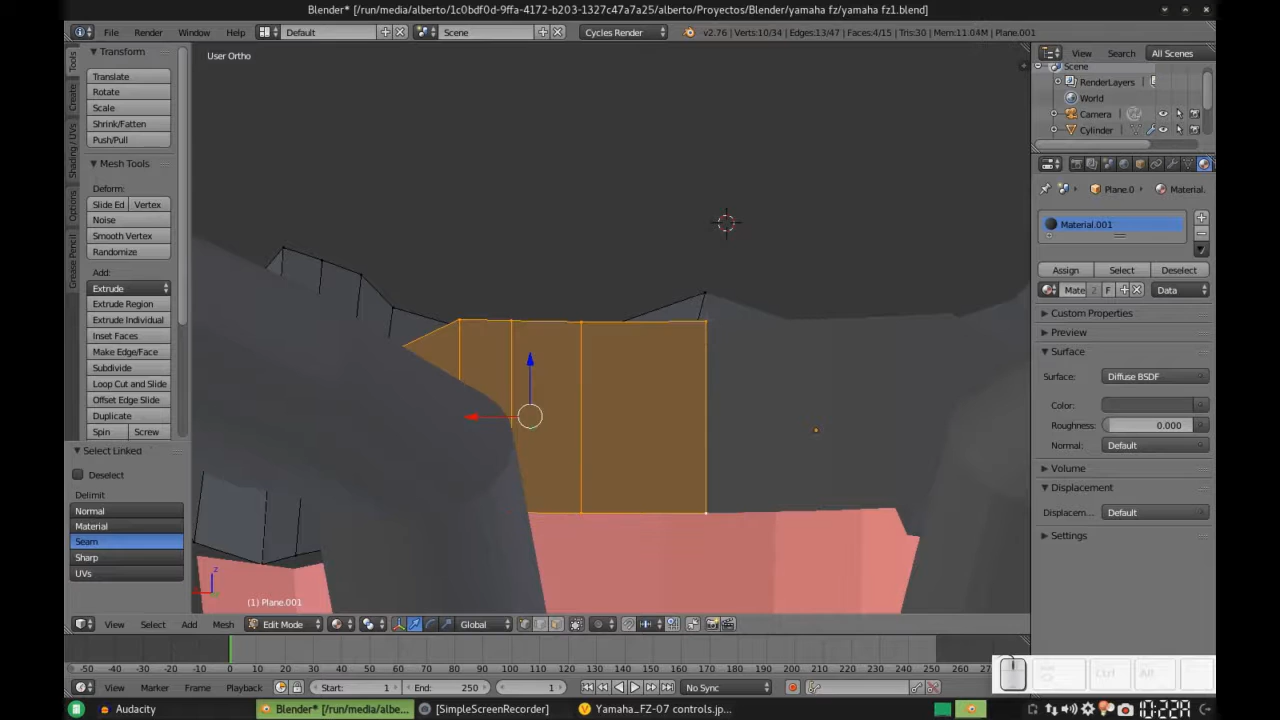 Blender* [/run/media/alberto/1c0bdf0d-9ffa-4172-b203-1327c47a7a25/alberto/Proyectos/Blender/yamaha fz/yamaha fz1.blend]
File Render Window Help Default Scene Cycles Render v2.76 | Verts:10/34 | Edges:13/47 | Faces:4/15 | Tris:30 | Mem:11.04M | Plane.001
Tools
Create
Shading / UVs
Options
Grease Pencil
Transform
Translate
Rotate
Scale
Shrink/Fatten
Push/Pull
Mesh Tools
Deform:
Slide Ed Vertex
Noise
Smooth Vertex
Randomize
Add:
Extrude
Extrude Region
Extrude Individual
Inset Faces
Make Edge/Face
Subdivide
Loop Cut and Slide
Offset Edge Slide
Duplicate
Spin Screw
Select Linked
Deselect
Delimit
Normal
Material
Seam
Sharp
UVs
User Ortho
z
(1) Plane.001
View Search All Scenes
Scene
RenderLayers
World
Camera
Cylinder
Plane.0 Material.
Material.001
Assign Select Deselect
Mate 2 F Data
Custom Properties
Preview
Surface
Surface: Diffuse BSDF
Color:
Roughness: 0.000
Normal: Default
Volume
Displacement
Displacem... Default
Settings
View Select Add Mesh Edit Mode Global
-50 -40 -30 -20 -10 0 10 20 30 40 50 60 70 80 90 100 110 120 130 140 150 160 170 180 190 200 210 220 230 240 250 260
View Marker Frame Playback Start: 1 End: 250 1 No Sync
Ctrl Alt
Audacity Blender* [/run/media/albe... [SimpleScreenRecorder] Yamaha_FZ-07 controls.jp...